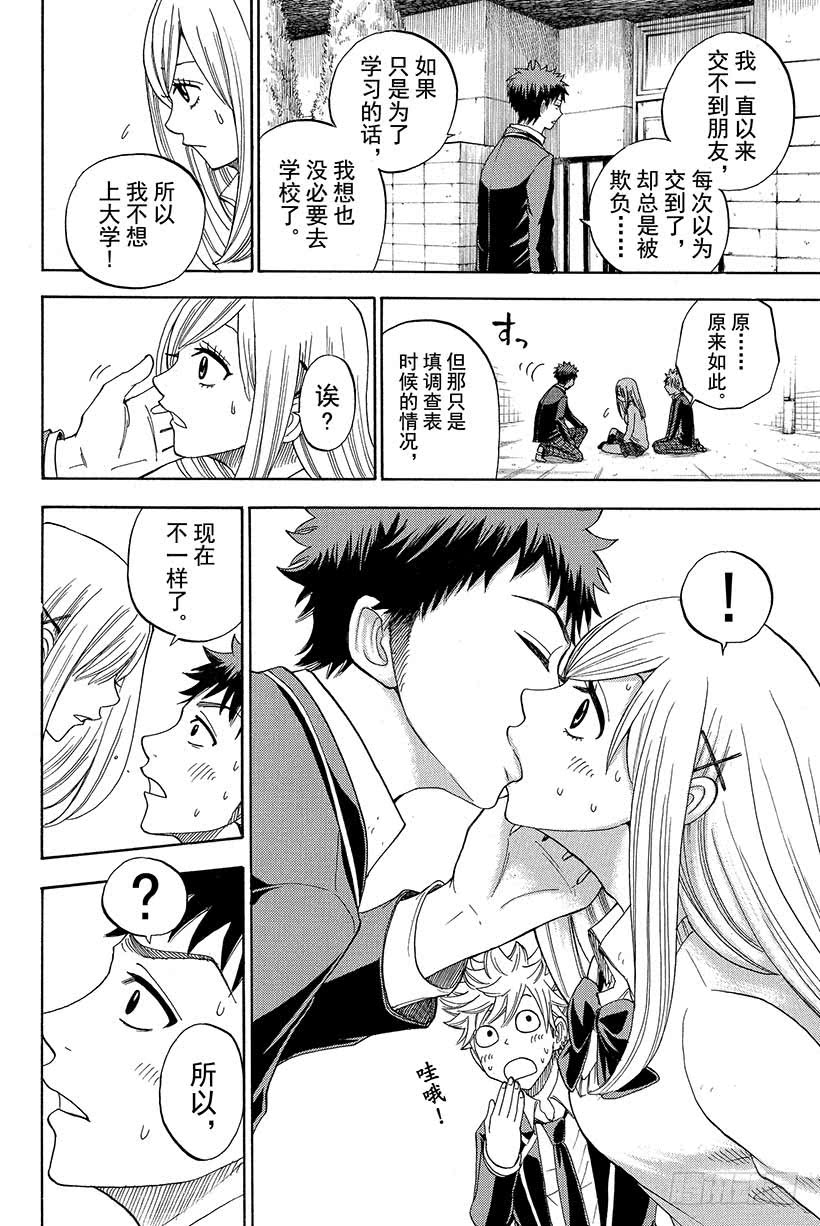 我一直以来
交不到朋友，
每次以为
交到了，
却总是被
欺负……
如果
只是为了
学习的话，
我想也
没必要去
学校了。
所以
我不想
上大学！
原……
原来如此。
すっ
但那只是
填调查表
时候的情况，
诶？
！
哇哦！
现在
不一样了。
？
所以，